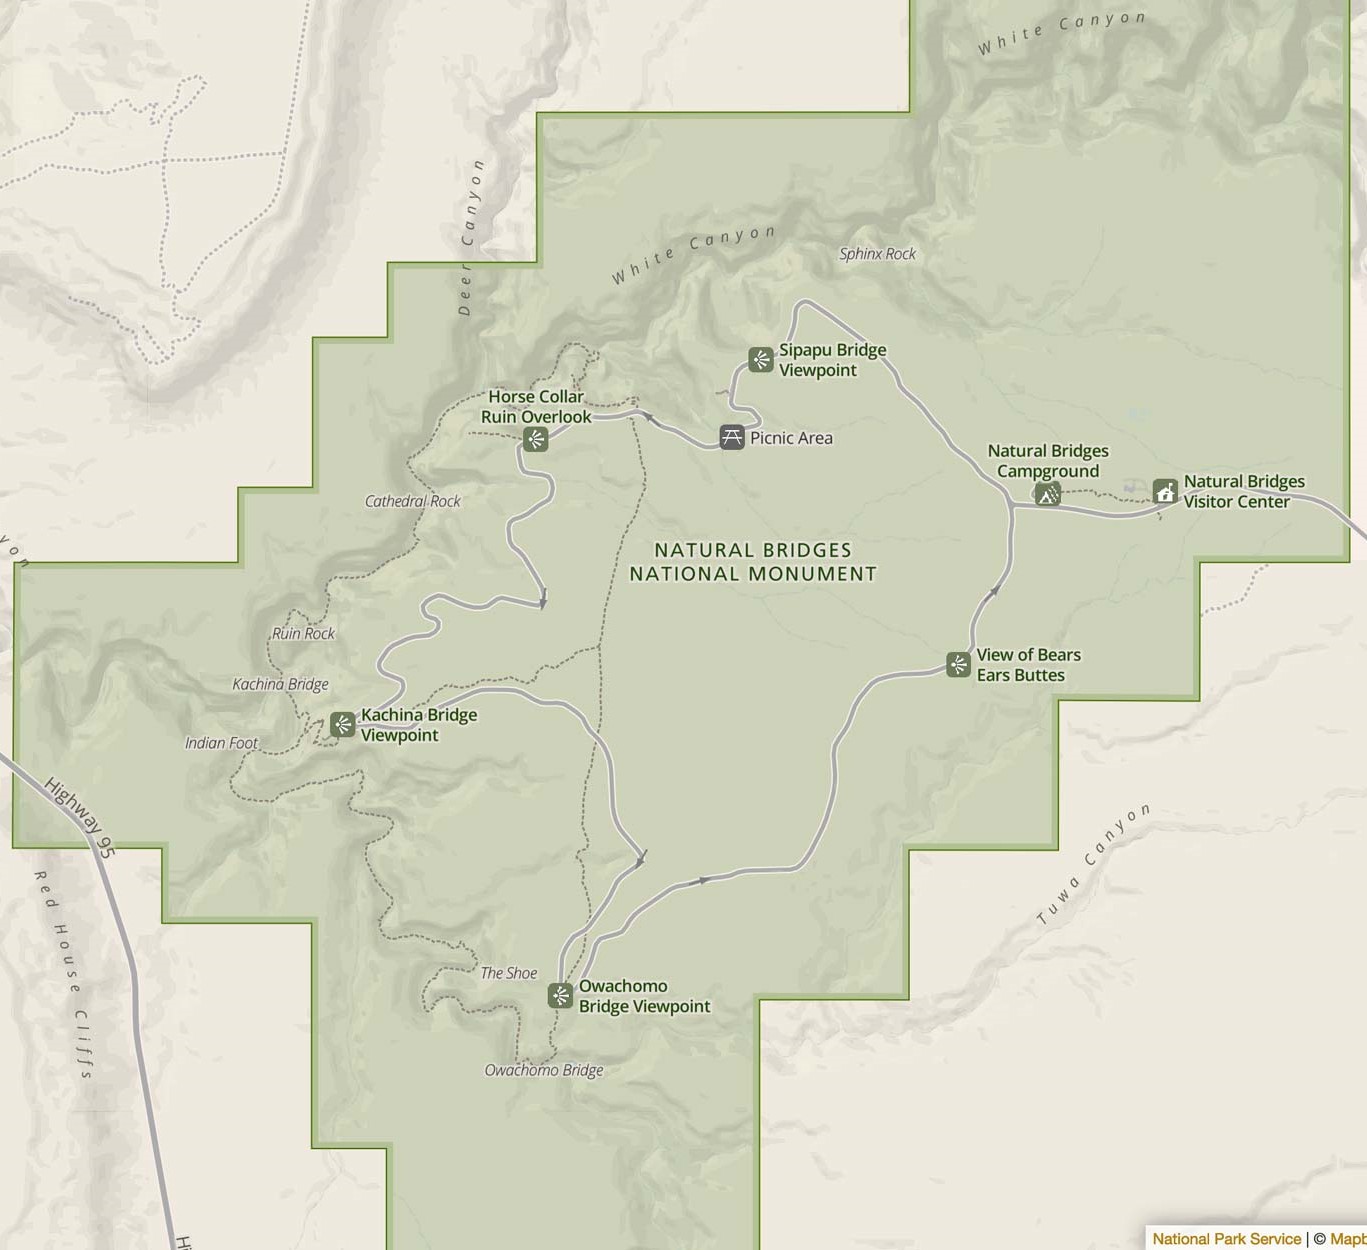 White Canyon
Deer Canyon
White Canyon
Sphinx Rock
Sipapu Bridge
Viewpoint
Horse Collar
Ruin Overlook
Picnic Area
Natural Bridges
Campground
Natural Bridges
Visitor Center
Cathedral Rock
yon
NATURAL BRIDGES
NATIONAL MONUMENT
Ruin Rock
View of Bears
Ears Buttes
Kachina Bridge
Kachina Bridge
Viewpoint
Indian Foot
Highway 95
Tuwa Canyon
Red House Cliffs
The Shoe
Owachomo
Bridge Viewpoint
Owachomo Bridge
Hi
National Park Service | © Mapb